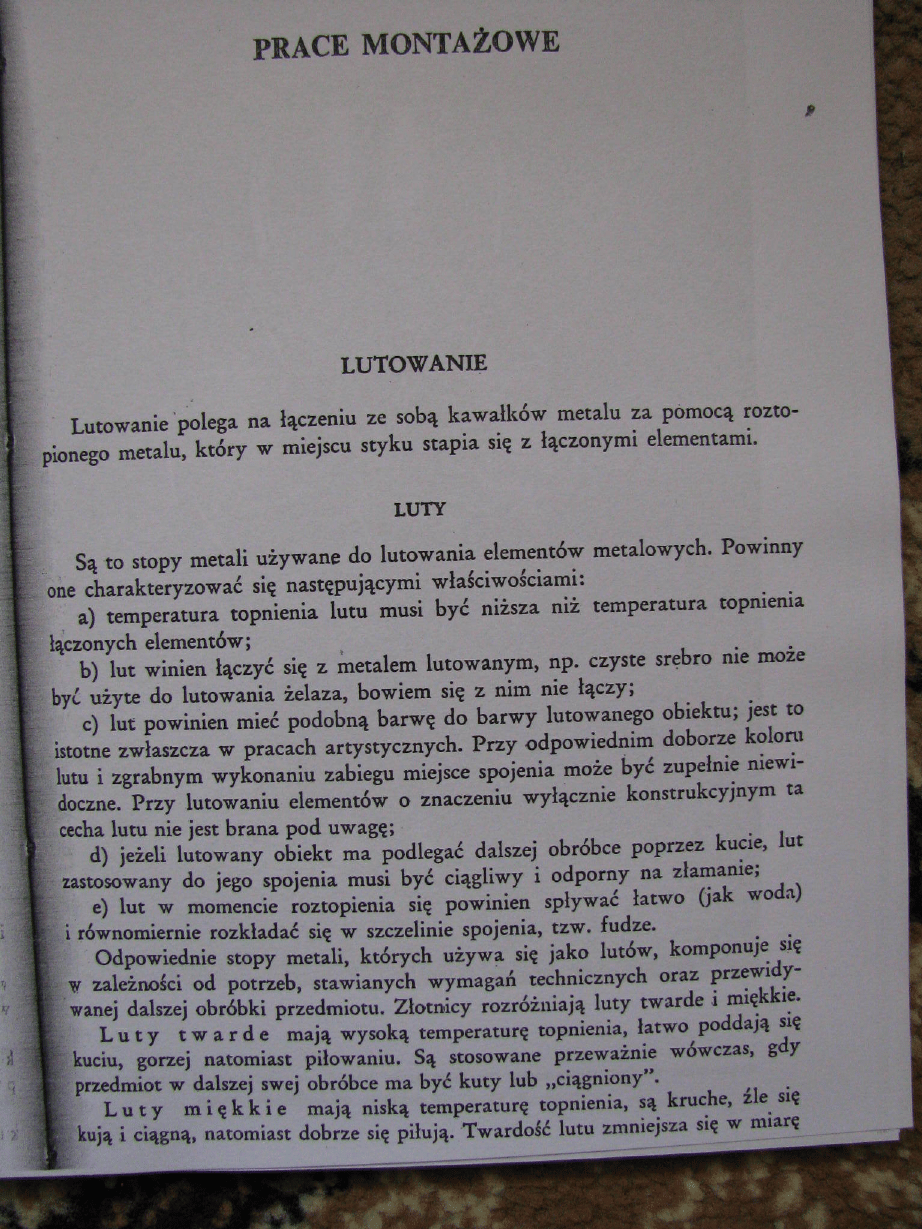 PRACE MONTAŻOWE
LUTOWANIE
Lutowanie polega na łączeniu ze sobą kawałków metalu za pomocą rozto-
pionego metalu, który w miejscu styku stapia się z łączonymi elementami.
LUTY
Są to stopy metali używane do lutowania elementów metalowych. Powinny
one charakteryzować się następującymi właściwościami:
a) temperatura topnienia lutu musi być niższa niż temperatura topnienia
łączonych elementów;
b) lut winien łączyć się z metalem lutowanym, np. czyste srebro nie może
być użyte do lutowania żelaza, bowiem się z nim nie łączy;
c) lut powinien mieć podobną barwę do barwy lutowanego obiektu; jest to
istotne zwłaszcza w pracach artystycznych. Przy odpowiednim doborze koloru
lutu i zgrabnym wykonaniu zabiegu miejsce spojenia może być zupełnie niewi-
doczne. Przy lutowaniu elementów o znaczeniu wyłącznie konstrukcyjnym ta
cecha lutu nie jest brana pod uwagę;
d) jeżeli lutowany obiekt ma podlegać dalszej obróbce poprzez kucie, lut
zastosowany do jego spojenia musi być ciągliwy i odporny na złamanie;
e) lut w momencie roztopienia się powinien spływać łatwo (jak woda)
i równomiernie rozkładać się w szczelinie spojenia, tzw. fudze.
Odpowiednie stopy metali, których używa się jako lutów, komponuje się
w zależności od potrzeb, stawianych wymagań technicznych oraz przewidy-
wanej dalszej obróbki przedmiotu. Złotnicy rozróżniają luty twarde i miękkie.
Luty twarde mają wysoką temperaturę topnienia, łatwo poddają się
kuciu, gorzej natomiast piłowaniu. Są stosowane przeważnie wówczas, gdy
przedmiot w dalszej swej obróbce ma być kuty lub „ciągniony”.
Luty miękkie mają niską temperaturę topnienia, są kruche, źle się
kują i ciągną, natomiast dobrze się piłują. Twardość lutu zmniejsza się w miarę